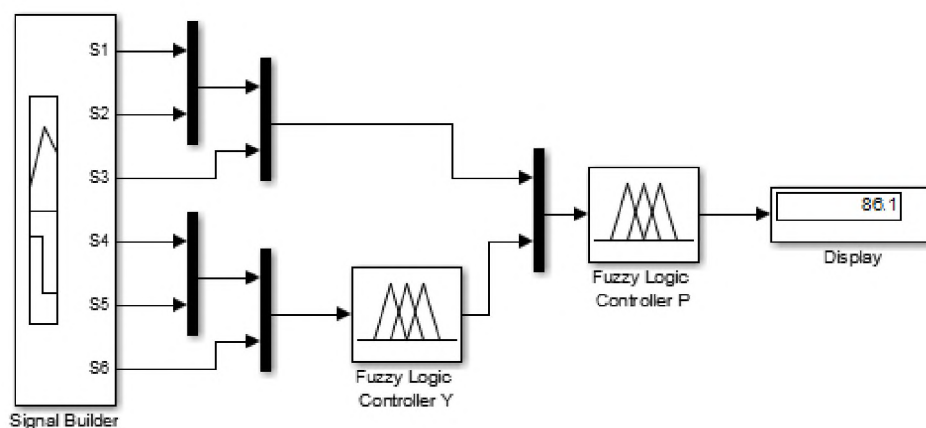 S1
S2
S3
S4
S5
S6
Signal Builder
Fuzzy Logic
Controller Y
Fuzzy Logic
Controller P
86.1
Display